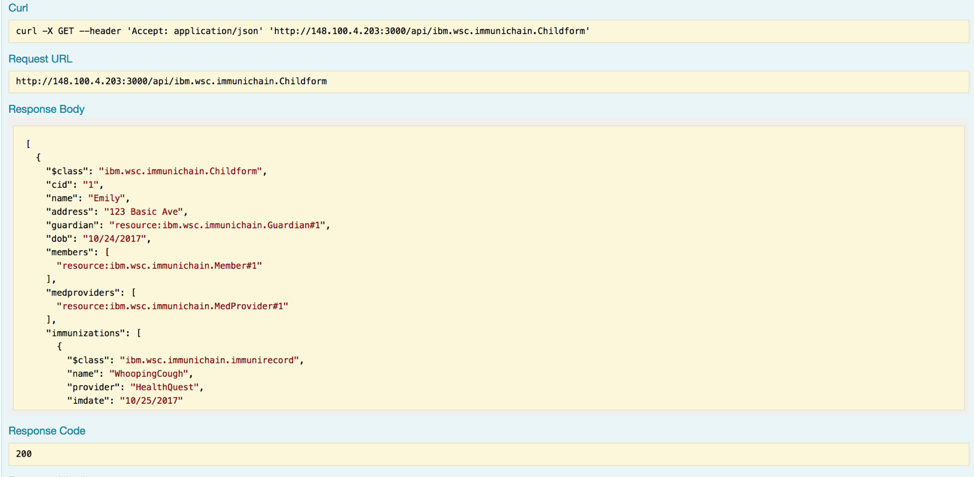 Curl
curl -X GET --header 'Accept: application/json' 'http://148.100.4.203:3000/api/ibm.wsc.immunichain.Childform'
Request URL
http://148.100.4.203:3000/api/ibm.wsc.immunichain.Childform
Response Body
[
{
"$class": "ibm.wsc.immunichain.Childform",
"cid": "1",
"name": "Emily",
"address": "123 Basic Ave",
"guardian": "resource:ibm.wsc.immunichain.Guardian#1",
"dob": "10/24/2017",
"members": [
"resource:ibm.wsc.immunichain.Member#1"
],
"medproviders": [
"resource:ibm.wsc.immunichain.MedProvider#1"
],
"immunizations": [
{
"$class": "ibm.wsc.immunichain.immunirecord",
"name": "WhoopingCough",
"provider": "HealthQuest",
"imdate": "10/25/2017"
Response Code
200